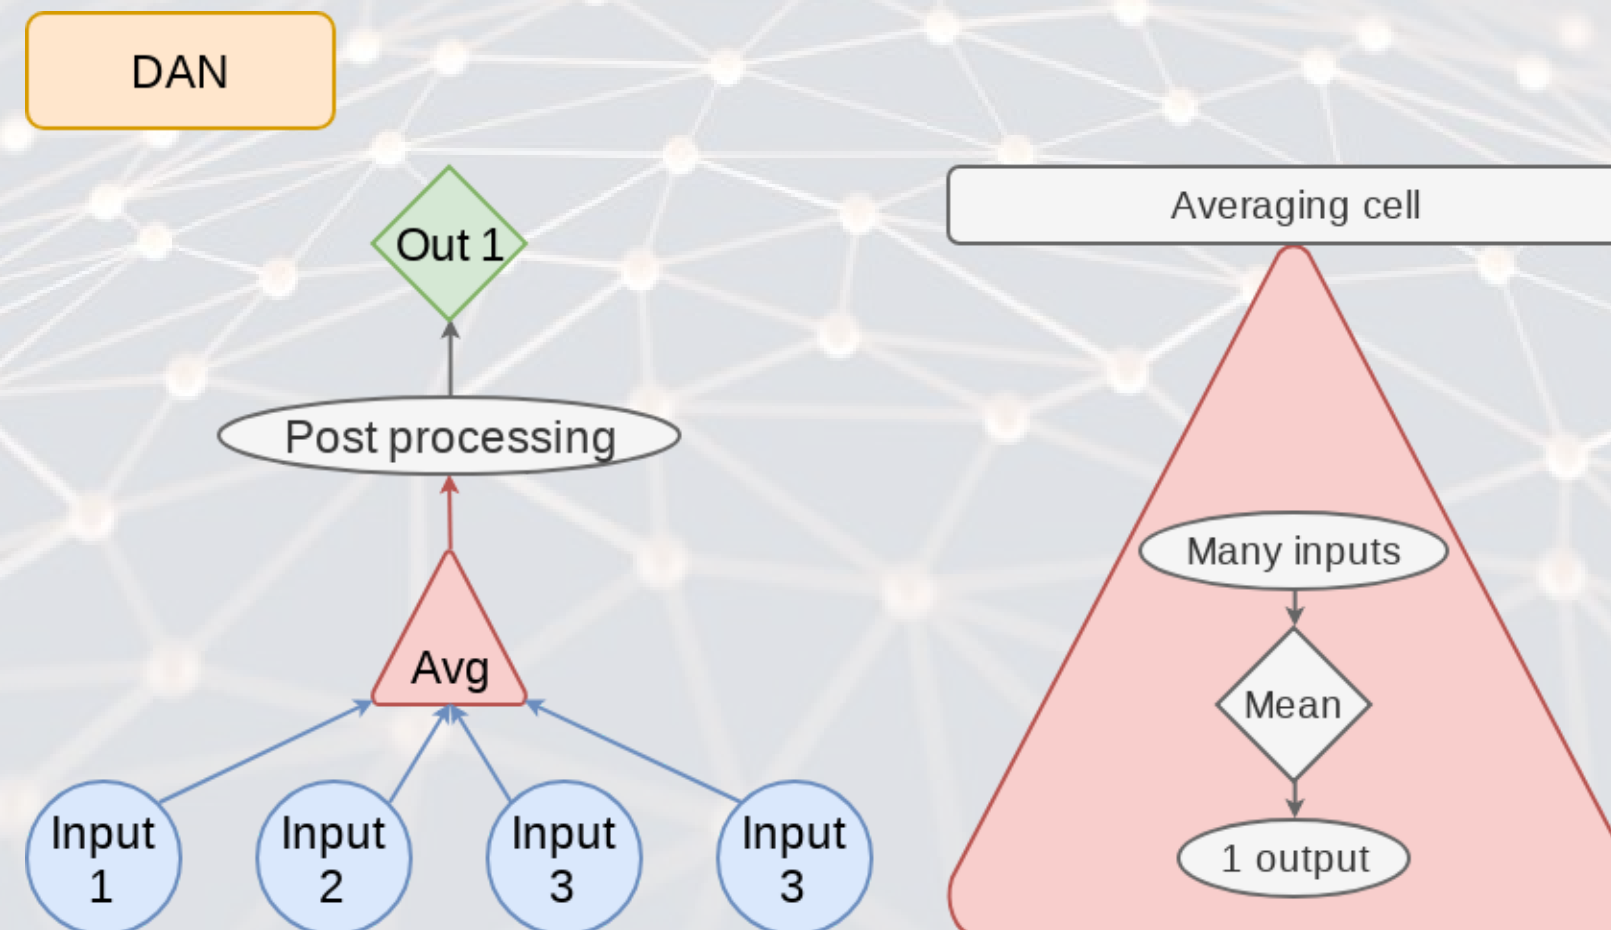 DAN
Out 1
Post processing
Avg
Input
1
Input
2
Input
3
Input
3
Averaging cell
Many inputs
Mean
1 output